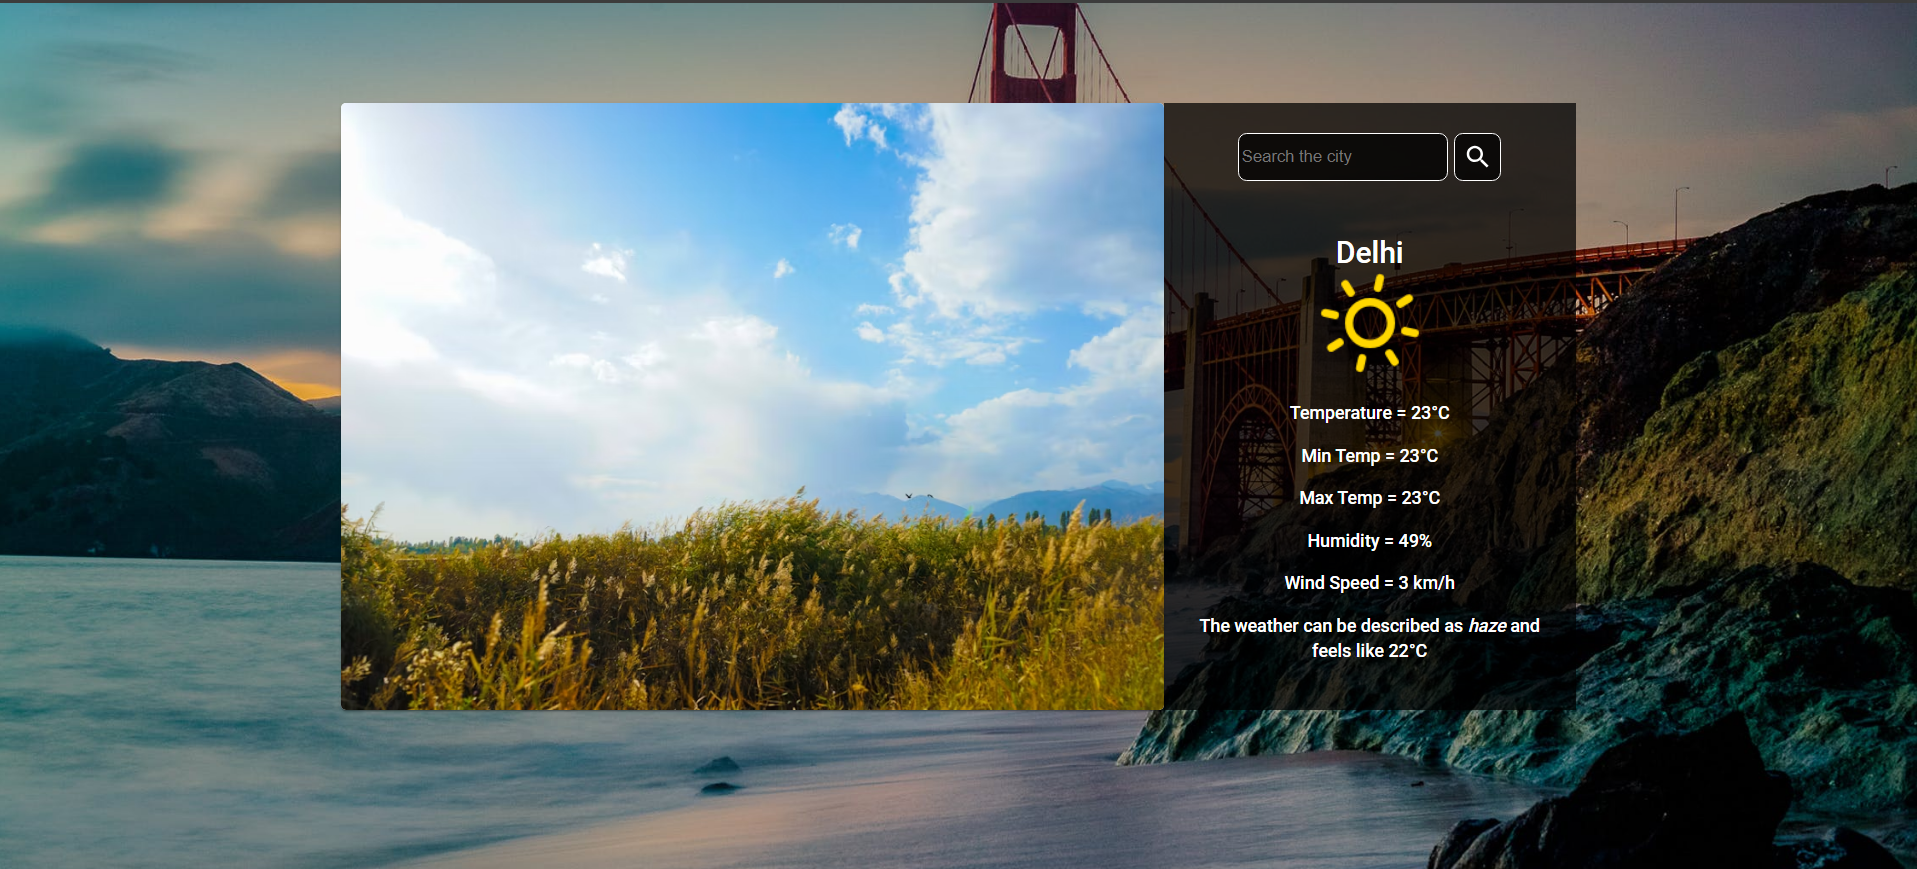 Search the city
Delhi
Temperature = 23°C
Min Temp = 23°C
Max Temp = 23°C
Humidity = 49%
Wind Speed = 3 km/h
The weather can be described as haze and
feels like 22°C